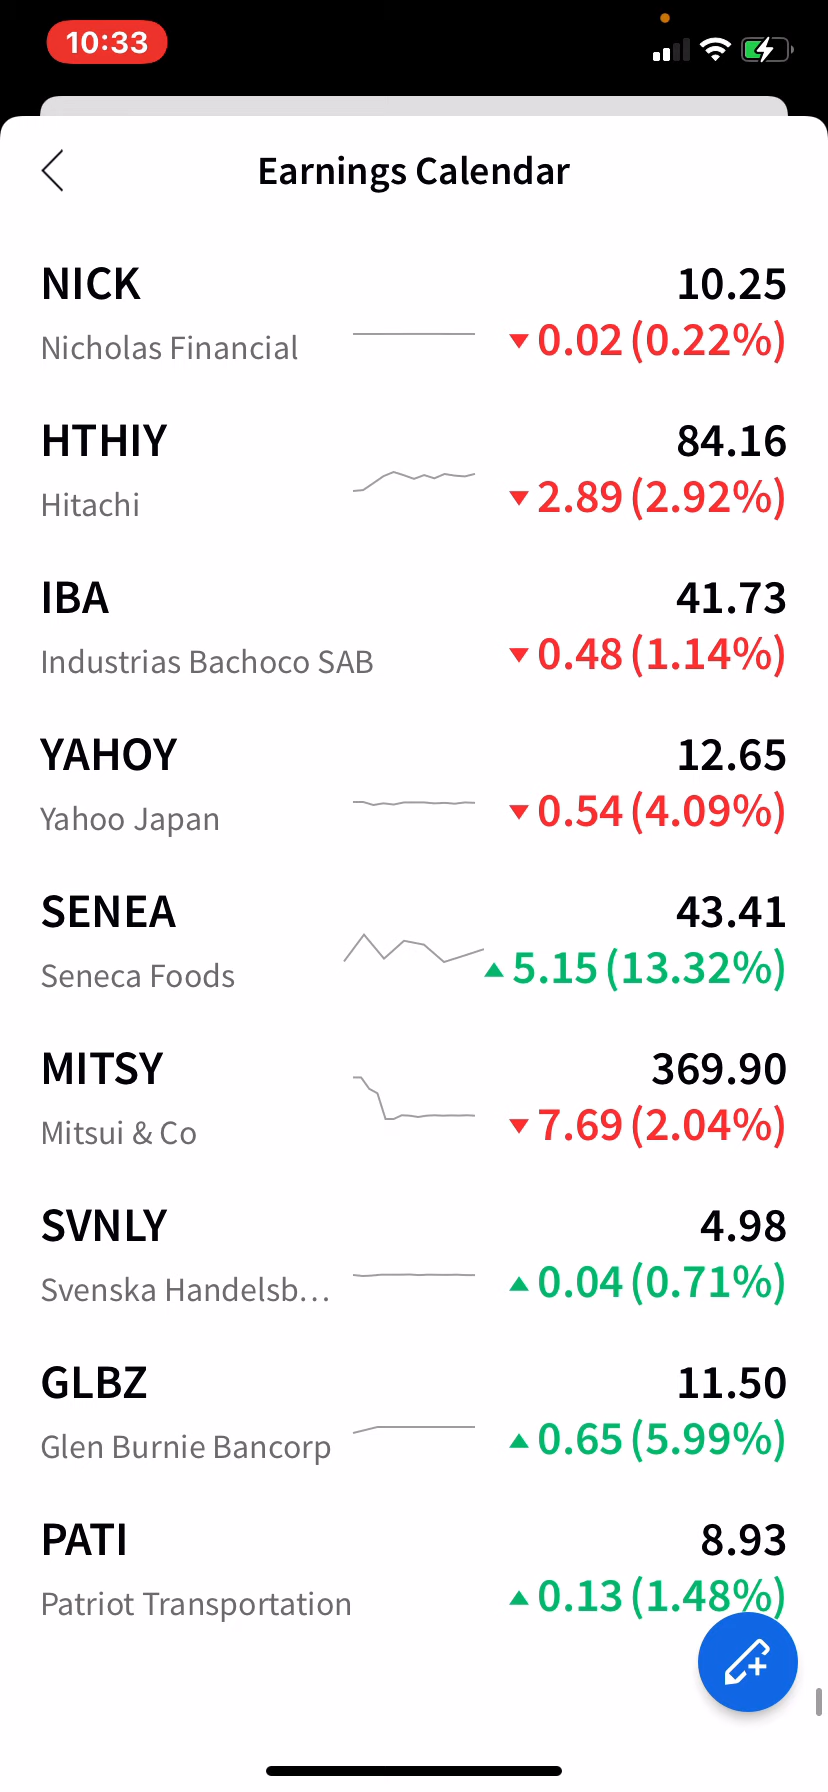 10:33
Earnings Calendar
NICK 10.25
Nicholas Financial ▼0.02 (0.22%)
HTHIY 84.16
Hitachi ▼2.89 (2.92%)
IBA 41.73
Industrias Bachoco SAB ▼0.48 (1.14%)
YAHOY 12.65
Yahoo Japan ▼0.54 (4.09%)
SENEA 43.41
Seneca Foods ▲5.15 (13.32%)
MITSY 369.90
Mitsui & Co ▼7.69 (2.04%)
SVNLY 4.98
Svenska Handelsb... ▲0.04 (0.71%)
GLBZ 11.50
Glen Burnie Bancorp ▲0.65 (5.99%)
PATI 8.93
Patriot Transportation ▲0.13 (1.48%)